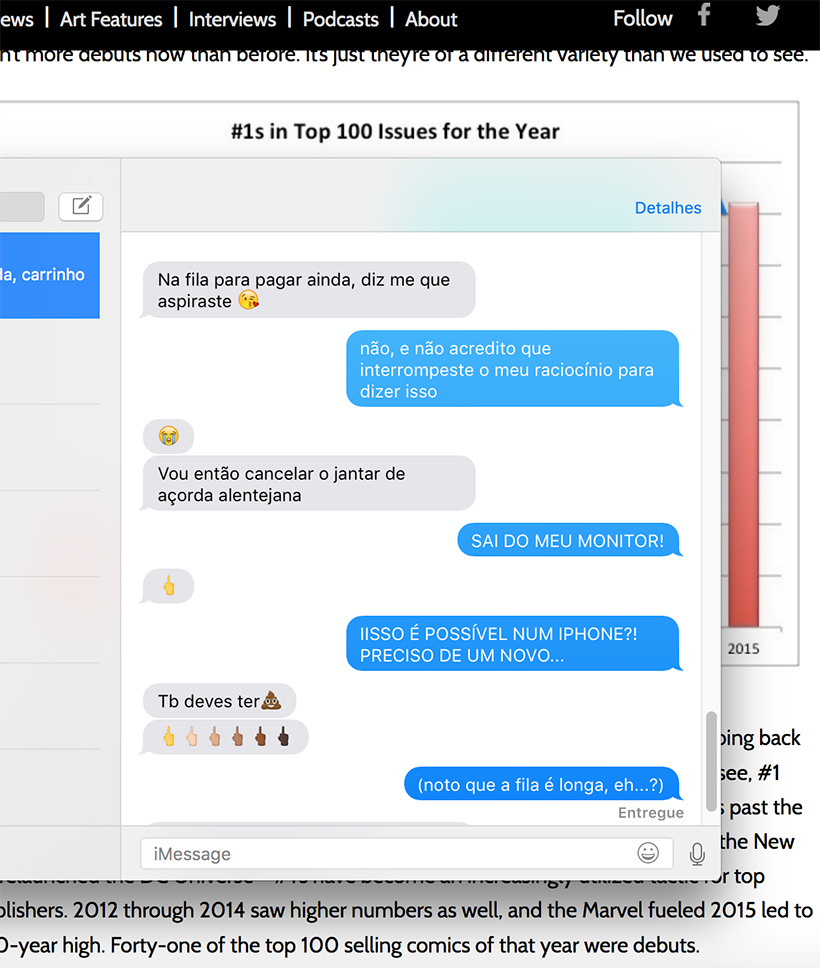 ews | Art Features | Interviews | Podcasts | About Follow
nt more debuts now than before. It's just they're of a different variety than we used to see.
#1s in Top 100 Issues for the Year
Detalhes
da, carrinho
Na fila para pagar ainda, diz me que
aspiraste 😘
não, e não acredito que
interrompeste o meu raciocínio para
dizer isso
😭
Vou então cancelar o jantar de
açorda alentejana
SAI DO MEU MONITOR!
🖕
IISSO É POSSÍVEL NUM IPHONE?!
PRECISO DE UM NOVO...
2015
Tb deves ter💩
🖕🖕🏻🖕🏼🖕🏽🖕🏾🖕🏿
oing back
(noto que a fila é longa, eh...?)
see, #1
Entregue
s past the
iMessage
the New
relaunched the DC Universe #1s have become an increasingly utilized tactic for top
blishers. 2012 through 2014 saw higher numbers as well, and the Marvel fueled 2015 led to
0-year high. Forty-one of the top 100 selling comics of that year were debuts.